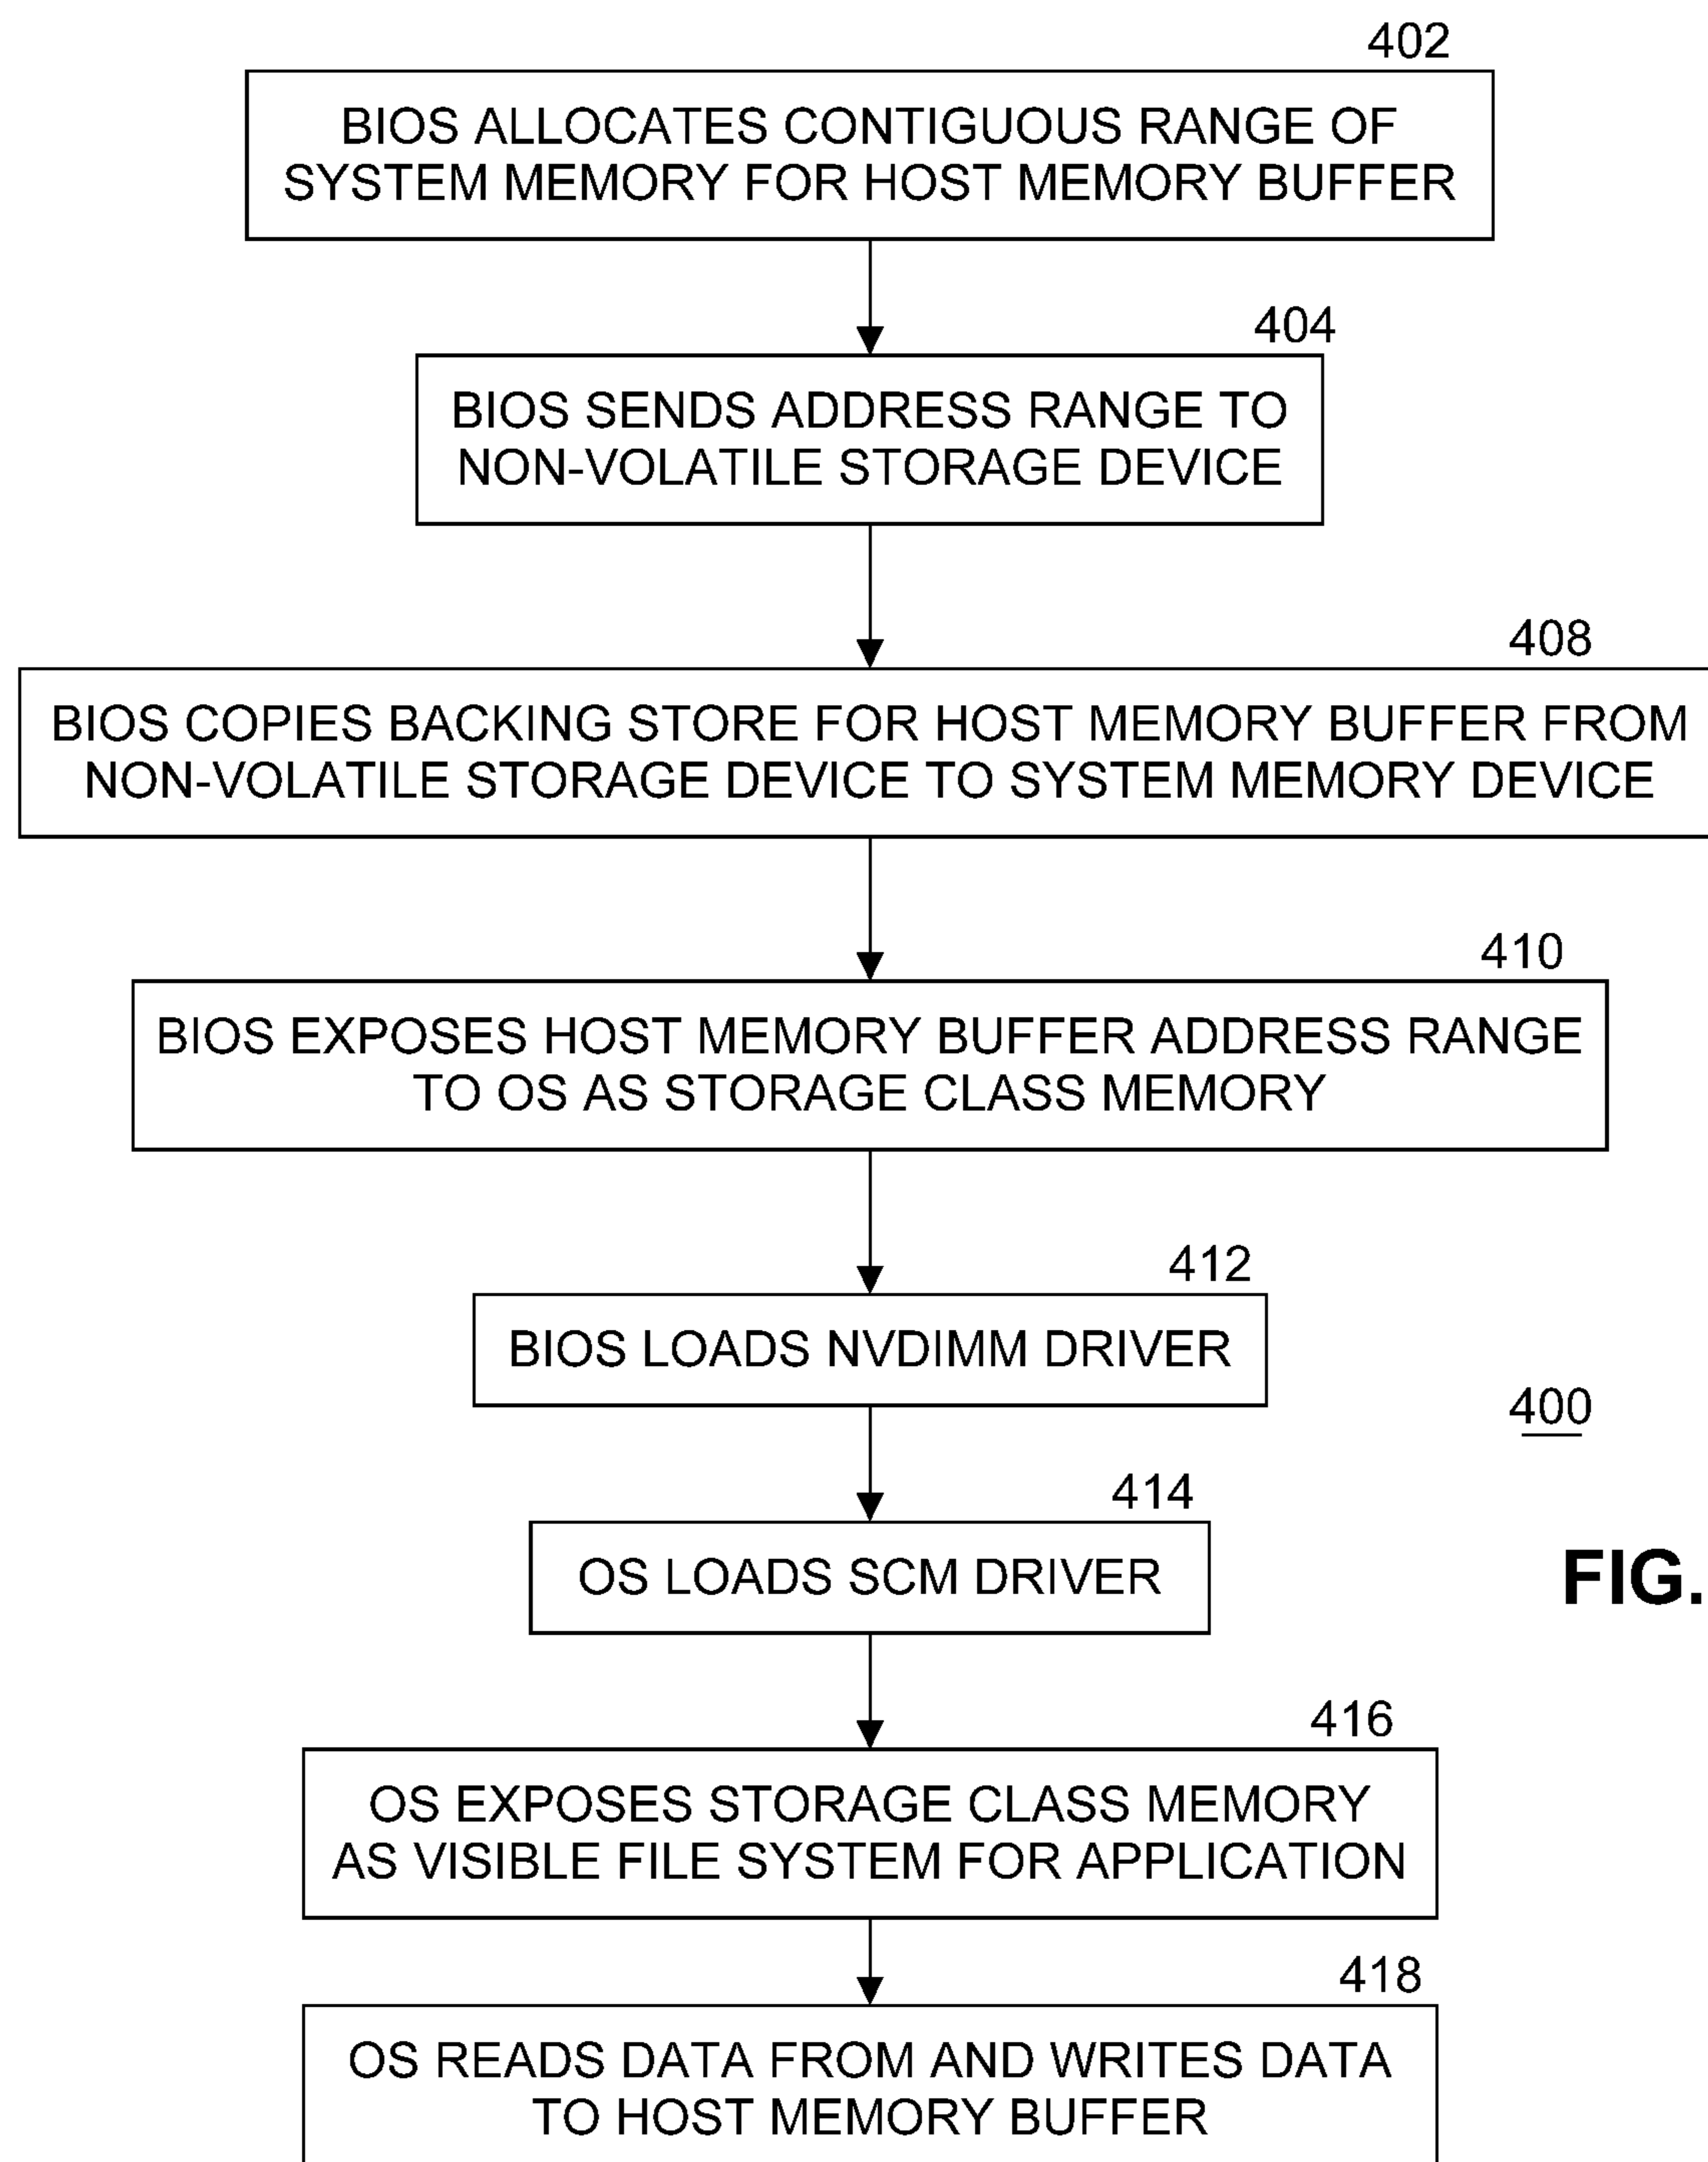 402
BIOS ALLOCATES CONTIGUOUS RANGE OF
SYSTEM MEMORY FOR HOST MEMORY BUFFER
404
BIOS SENDS ADDRESS RANGE TO
NON-VOLATILE STORAGE DEVICE
408
BIOS COPIES BACKING STORE FOR HOST MEMORY BUFFER FROM
NON-VOLATILE STORAGE DEVICE TO SYSTEM MEMORY DEVICE
410
BIOS EXPOSES HOST MEMORY BUFFER ADDRESS RANGE
TO OS AS STORAGE CLASS MEMORY
412
BIOS LOADS NVDIMM DRIVER
400
414
OS LOADS SCM DRIVER
FIG.
416
OS EXPOSES STORAGE CLASS MEMORY
AS VISIBLE FILE SYSTEM FOR APPLICATION
418
OS READS DATA FROM AND WRITES DATA
TO HOST MEMORY BUFFER